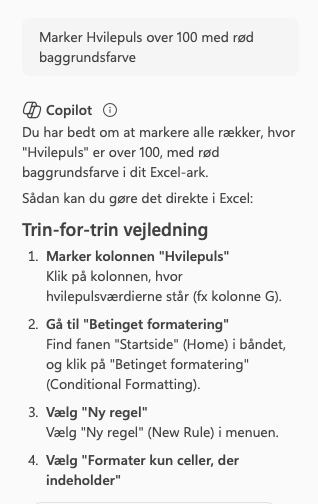 Marker Hvilepuls over 100 med rød
baggrundsfarve
Copilot
Du har bedt om at markere alle rækker, hvor
"Hvilepuls" er over 100, med rød
baggrundsfarve i dit Excel-ark.
Sådan kan du gøre det direkte i Excel:
Trin-for-trin vejledning
1. Marker kolonnen "Hvilepuls"
Klik på kolonnen, hvor
hvilepulsværdierne står (fx kolonne G).
2. Gå til "Betinget formatering"
Find fanen "Startside" (Home) i båndet,
og klik på "Betinget formatering"
(Conditional Formatting).
3. Vælg "Ny regel"
Vælg "Ny regel" (New Rule) i menuen.
4. Vælg "Formater kun celler, der
indeholder"